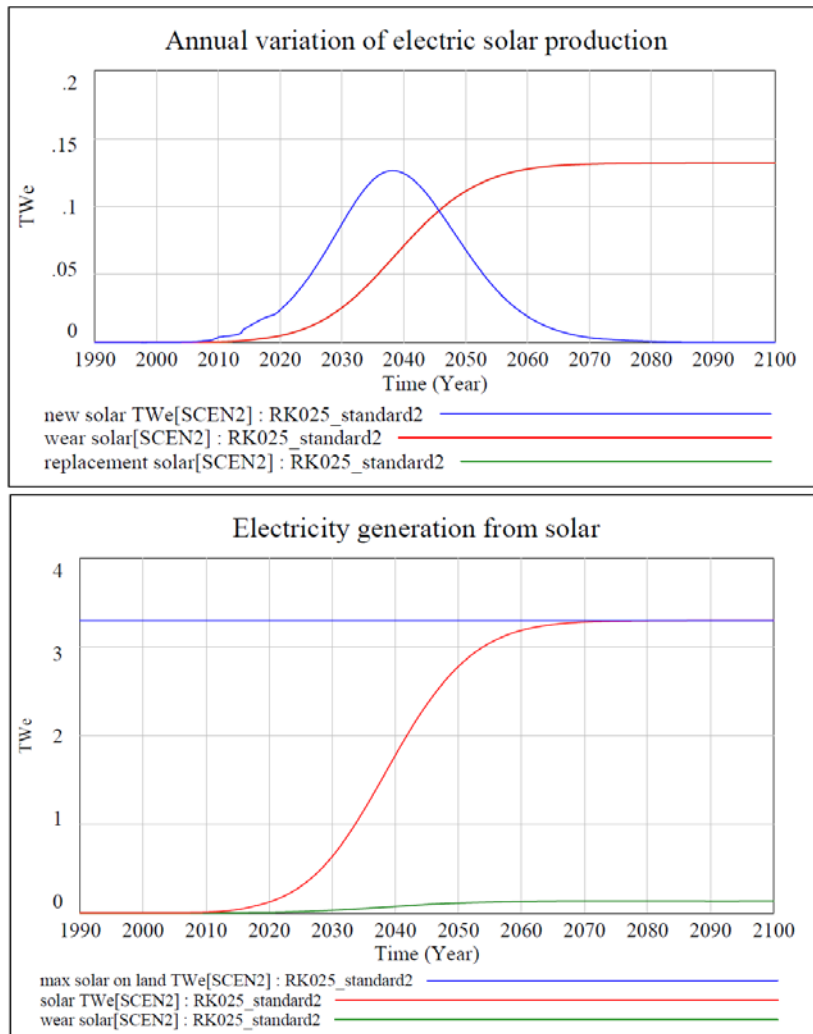 Annual variation of electric solar production
.2
.15
.1
.05
0
TWe
1990 2000 2010 2020 2030 2040 2050 2060 2070 2080 2090 2100
Time (Year)
new solar TWe[SCEN2] : RK025_standard2
wear solar[SCEN2] : RK025_standard2
replacement solar[SCEN2] : RK025_standard2
Electricity generation from solar
4
3
2
1
0
TWe
1990 2000 2010 2020 2030 2040 2050 2060 2070 2080 2090 2100
Time (Year)
max solar on land TWe[SCEN2] : RK025_standard2
solar TWe[SCEN2] : RK025_standard2
wear solar[SCEN2] : RK025_standard2